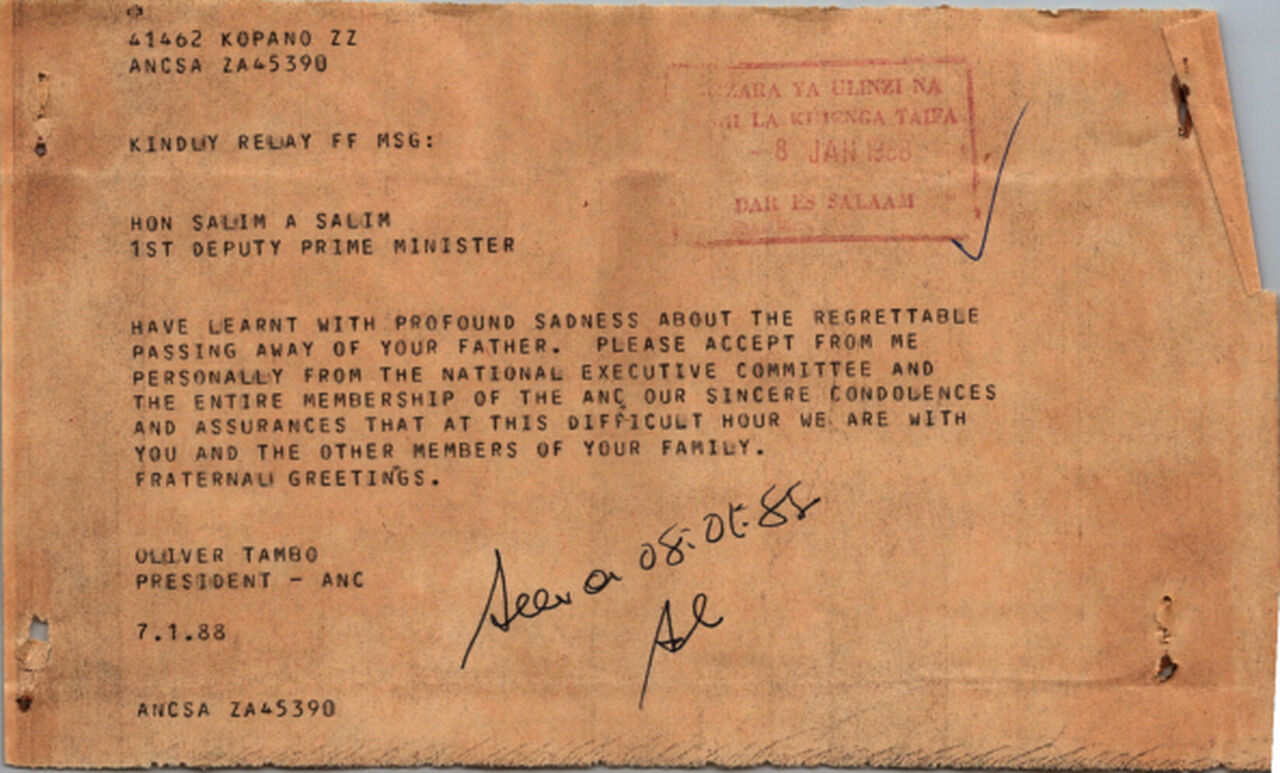 41462 KOPANO ZZ
ANCSA ZA45390
KINDLY RELAY FF MSG:
ZARA YA ULINZI NA
LA KUJENGA TAIFA
- 8 JAN 1988
DAR ES SALAAM
HON SALIM A SALIM
1ST DEPUTY PRIME MINISTER
HAVE LEARNT WITH PROFOUND SADNESS ABOUT THE REGRETTABLE
PASSING AWAY OF YOUR FATHER. PLEASE ACCEPT FROM ME
PERSONALLY FROM THE NATIONAL EXECUTIVE COMMITTEE AND
THE ENTIRE MEMBERSHIP OF THE ANC OUR SINCERE CONDOLENCES
AND ASSURANCES THAT AT THIS DIFFICULT HOUR WE ARE WITH
YOU AND THE OTHER MEMBERS OF YOUR FAMILY.
FRATERNAL GREETINGS.
OLIVER TAMBO
PRESIDENT - ANC
7.1.88
Seen on 08.01.88
ANCSA ZA45390